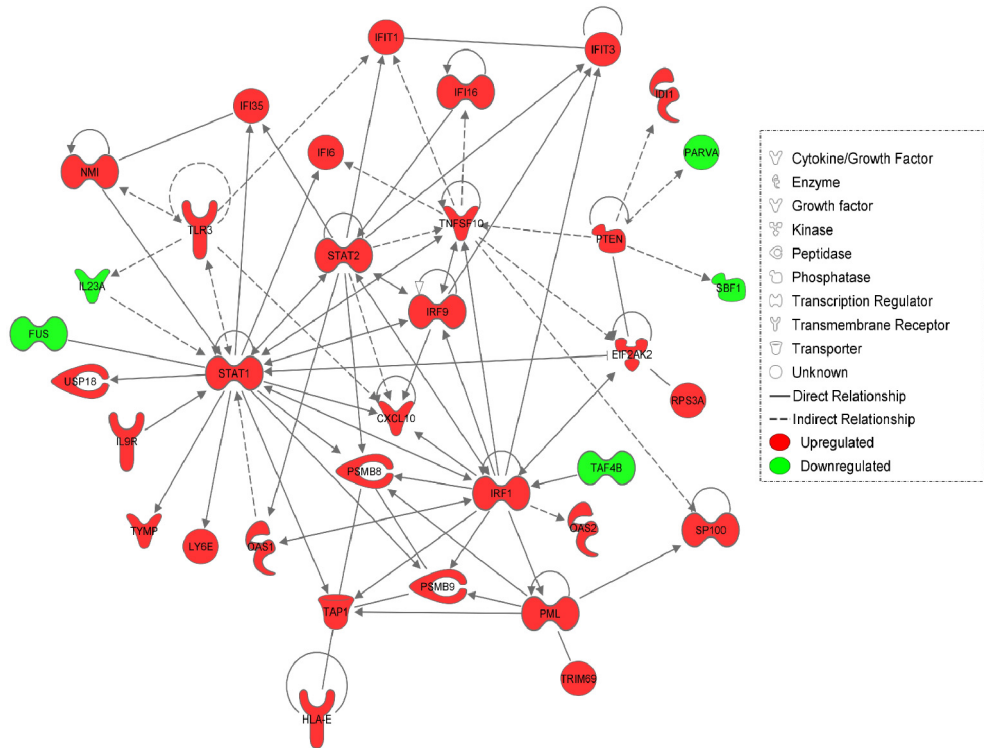 IFIT1
IFIT3
IFI16
IDI1
IFI35
IFI6
PARVA
NMI
TLR3
TNFSF10
PTEN
STAT2
IL23A
SBF1
IRF9
FUS
EIF2AK2
STAT1
USP18
RPS3A
CXCL10
IL9R
PSMB8
TAF4B
IRF1
TYMP
LY6E
OAS1
OAS2
SP100
PSMB9
TAP1
PML
TRIM69
HLA-E
Cytokine/Growth Factor
Enzyme
Growth factor
Kinase
Peptidase
Phosphatase
Transcription Regulator
Transmembrane Receptor
Transporter
Unknown
Direct Relationship
Indirect Relationship
Upregulated
Downregulated